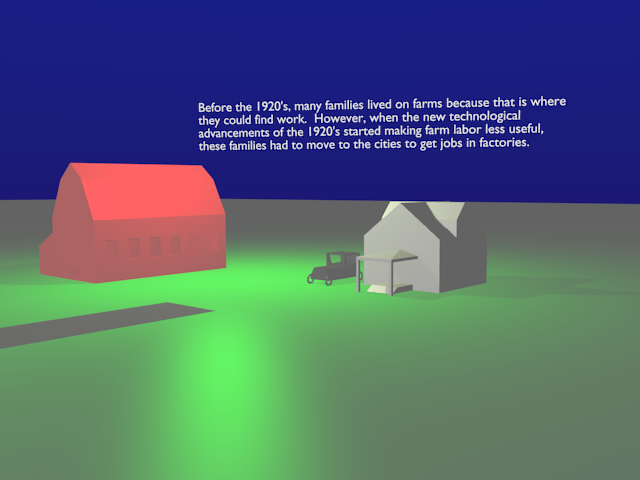 Before the 1920's, many families lived on farms because that is where
they could find work.  However, when the new technological
advancements of the 1920's started making farm labor less useful,
these families had to move to the cities to get jobs in factories.